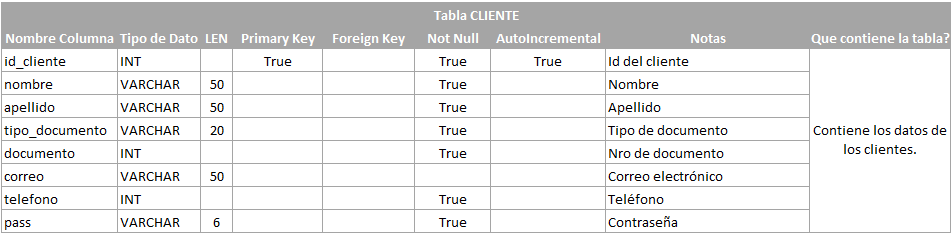 Tabla CLIENTE
Nombre Columna Tipo de Dato LEN Primary Key Foreign Key Not Null AutoIncremental Notas Que contiene la tabla?
id_cliente INT True True True Id del cliente
nombre VARCHAR 50 True Nombre
apellido VARCHAR 50 True Apellido
tipo_documento VARCHAR 20 True Tipo de documento
documento INT True Nro de documento
correo VARCHAR 50 Correo electrónico
telefono INT True Teléfono
pass VARCHAR 6 True Contraseña
Contiene los datos de
los clientes.